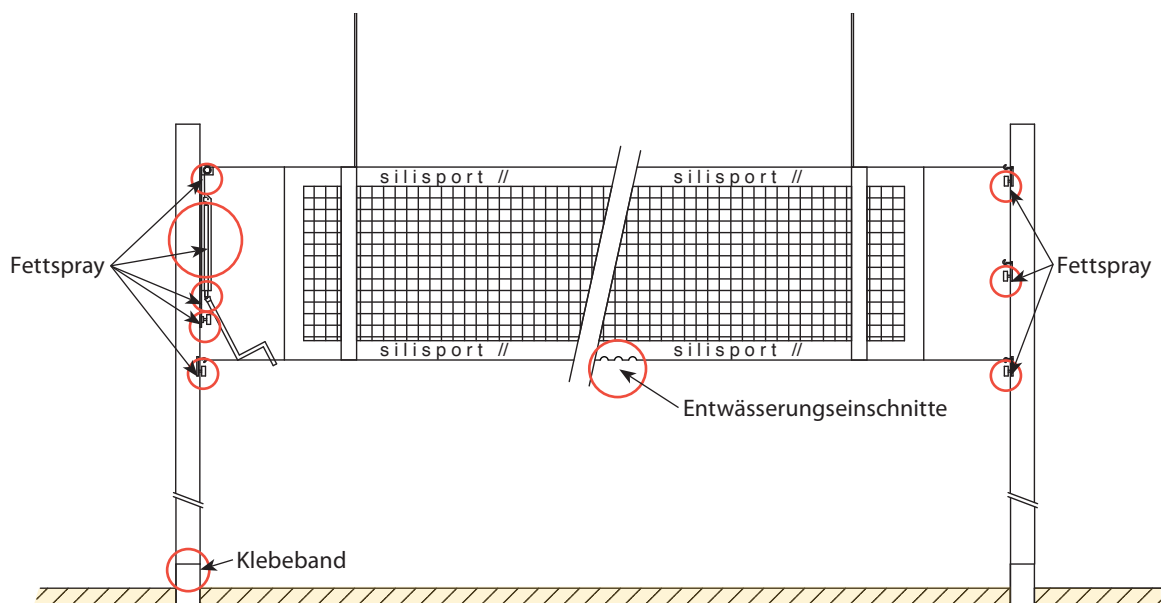 silisport //
silisport //
Fettspray
Fettspray
silisport //
silisport //
Entwässerungseinschnitte
Klebeband